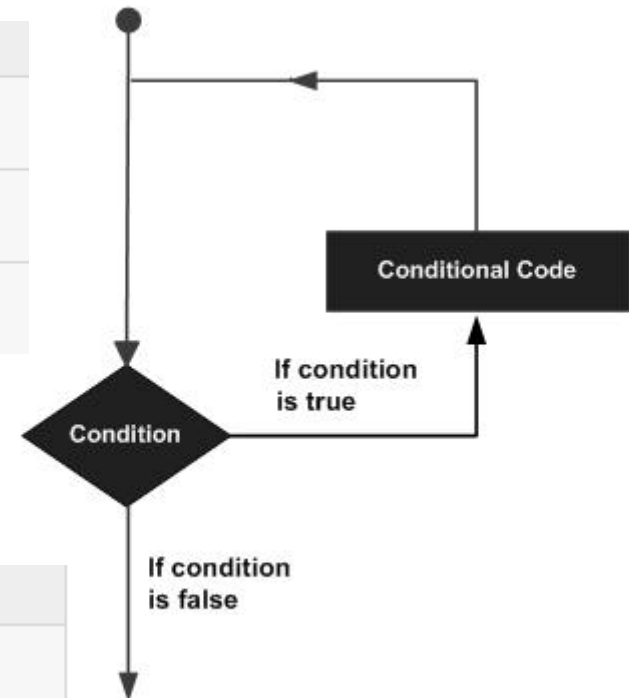 Conditional Code
If condition
is true
Condition
If condition
is false